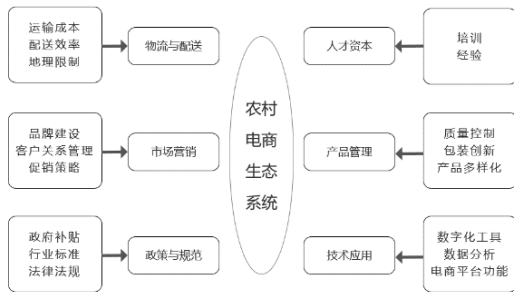 运输成本
配送效率
地理限制
物流与配送
人才资本
培训
经验
品牌建设
客户关系管理
促销策略
市场营销
农村
电商
生态
系统
产品管理
质量控制
包装创新
产品多样化
政府补贴
行业标准
法律法规
政策与规范
技术应用
数字化工具
数据分析
电商平台功能